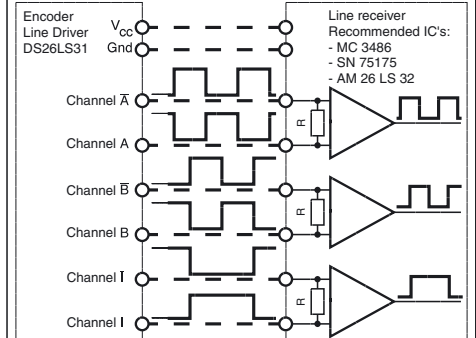 Encoder
Line Driver
DS26LS31
Vcc
Gnd
Line receiver
Recommended IC's:
- MC 3486
- SN 75175
- AM 26 LS 32
Channel A̅
R
Channel A
Channel B̅
R
Channel B
Channel I̅
R
Channel I